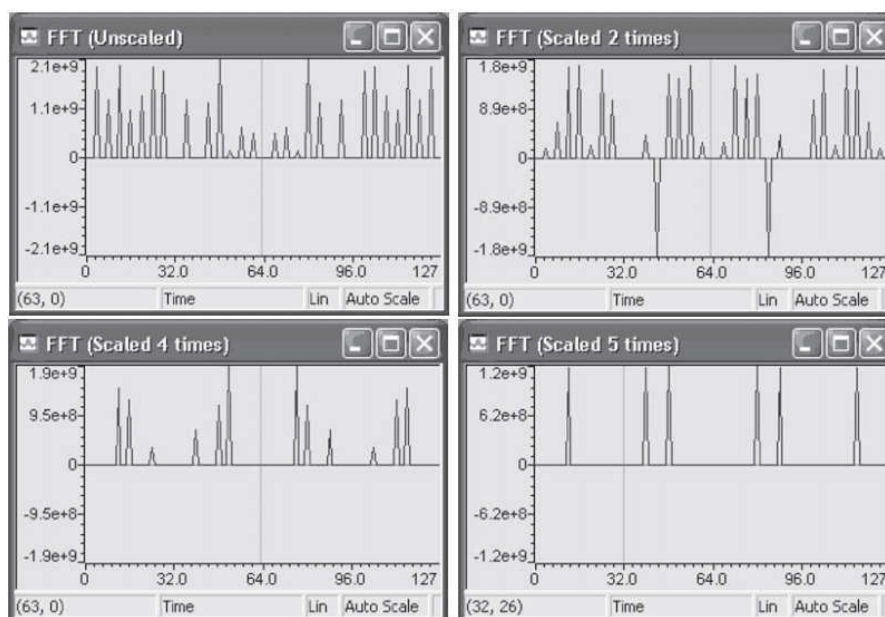 FFT (Unscaled)
2.1e+9
1.1e+9
0
-1.1e+9
-2.1e+9
0 32.0 64.0 96.0 127
(63, 0) Time Lin Auto Scale
FFT (Scaled 2 times)
1.8e+9
8.9e+8
0
-8.9e+8
-1.8e+9
0 32.0 64.0 96.0 127
(63, 0) Time Lin Auto Scale
FFT (Scaled 4 times)
1.9e+9
9.5e+8
0
-9.5e+8
-1.9e+9
0 32.0 64.0 96.0 127
(63, 0) Time Lin Auto Scale
FFT (Scaled 5 times)
1.2e+9
6.2e+8
0
-6.2e+8
-1.2e+9
0 32.0 64.0 96.0 127
(32, 26) Time Lin Auto Scale